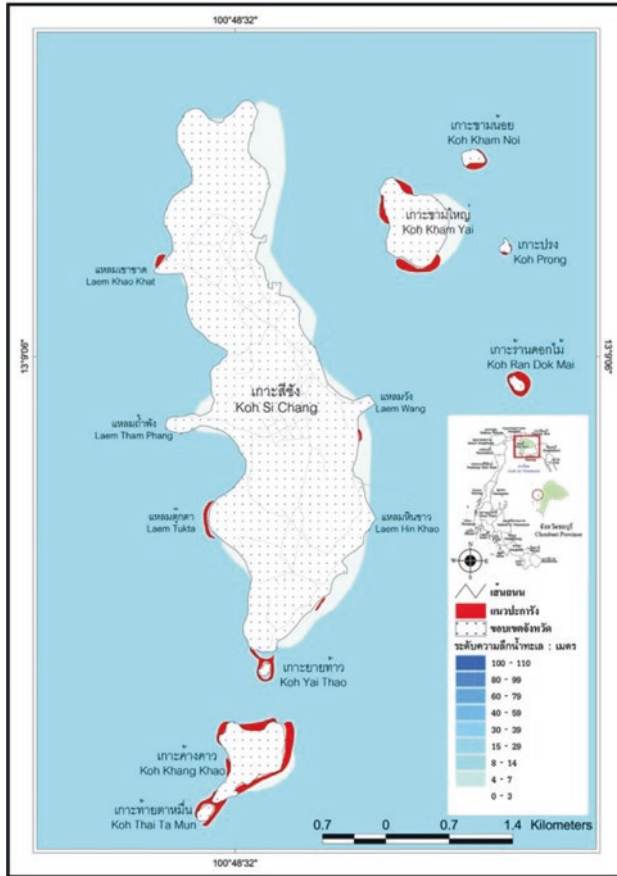 100°48'32"
เกาะขามน้อย
Koh Kham Noi
เกาะขามใหญ่
Koh Kham Yai
เกาะปรง
Koh Prong
แหลมเขาขาด
Laem Khao Khat
13°9'06"
13°9'06"
เกาะร้านดอกไม้
Koh Ran Dok Mai
เกาะสีชัง
Koh Si Chang
แหลมวัง
Laem Wang
แหลมถ้ำพัง
Laem Tham Phang
แหลมตุ๊กตา
Laem Tukta
แหลมหินขาว
Laem Hin Khao
เกาะยายท้าว
Koh Yai Thao
เกาะค้างคาว
Koh Khang Khao
เกาะท้ายตาหมื่น
Koh Thai Ta Mun
จังหวัดชลบุรี
Chonburi Province
N
W
E
S
เส้นถนน
แนวปะการัง
ขอบเขตจังหวัด
ระดับความลึกน้ำทะเล : เมตร
100 - 110
80 - 99
60 - 79
40 - 59
30 - 39
15 - 29
8 - 14
4 - 7
0 - 3
0.7 0 0.7 1.4 Kilometers
100°48'32"